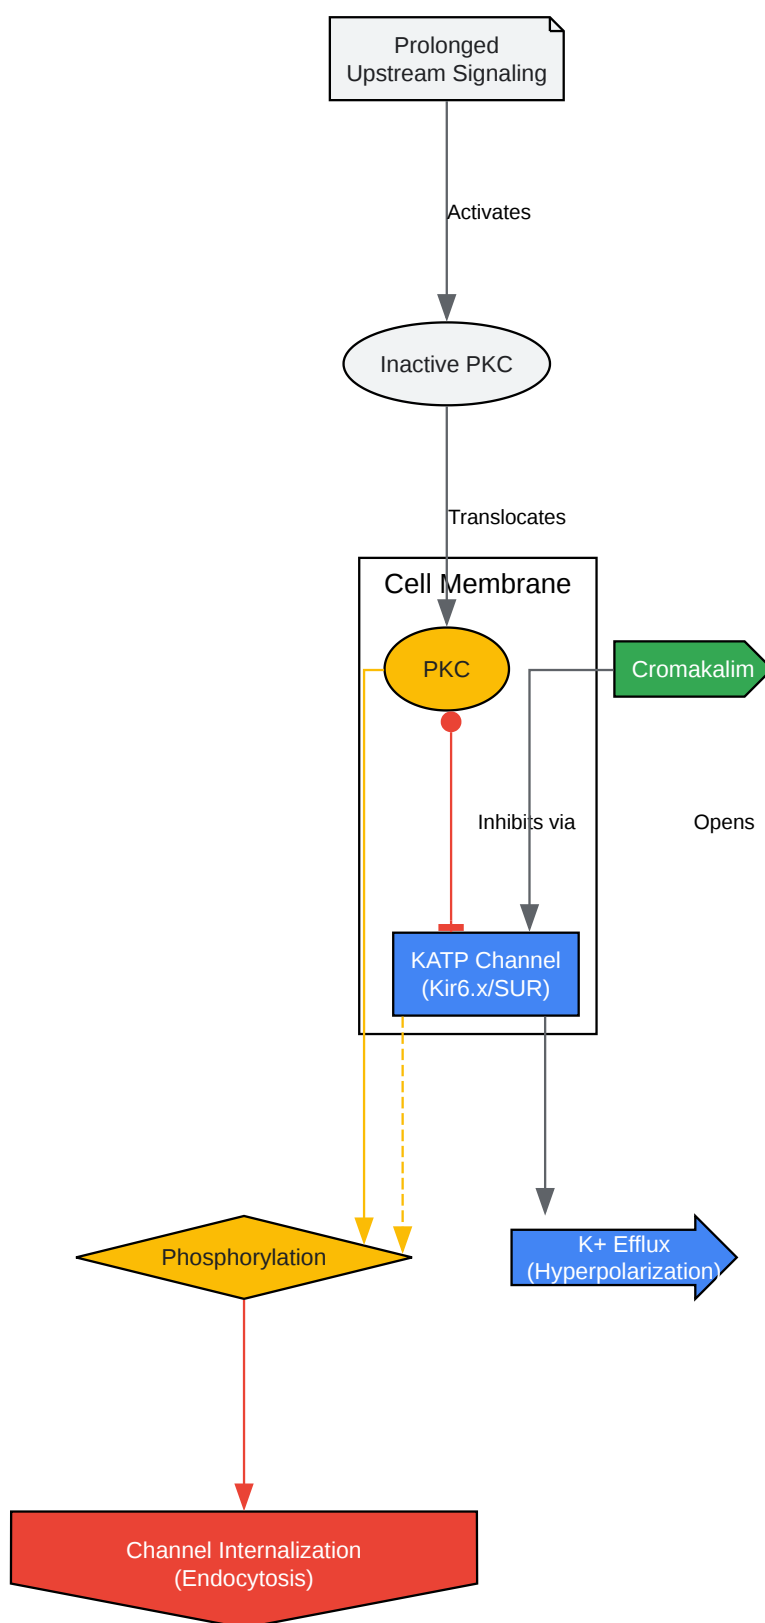 Prolonged
Upstream Signaling
Activates
Inactive PKC
Translocates
Cell Membrane
PKC
Cromakalim
Inhibits via
Opens
KATP Channel
(Kir6.x/SUR)
Phosphorylation
K+ Efflux
(Hyperpolarization)
Channel Internalization
(Endocytosis)